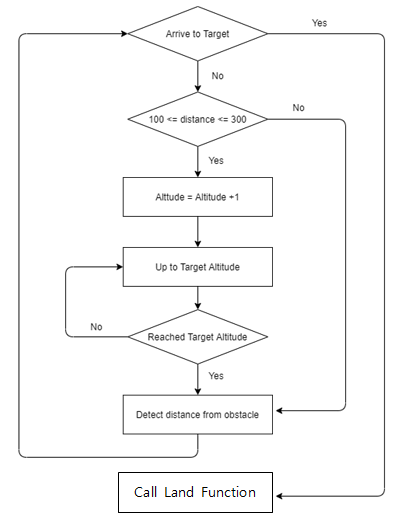 Arrive to Target
Yes
No
100 <= distance <= 300
No
Yes
Alttude = Altitude +1
Up to Target Altitude
No
Reached Target Altitude
Yes
Detect distance from obstacle
Call Land Function